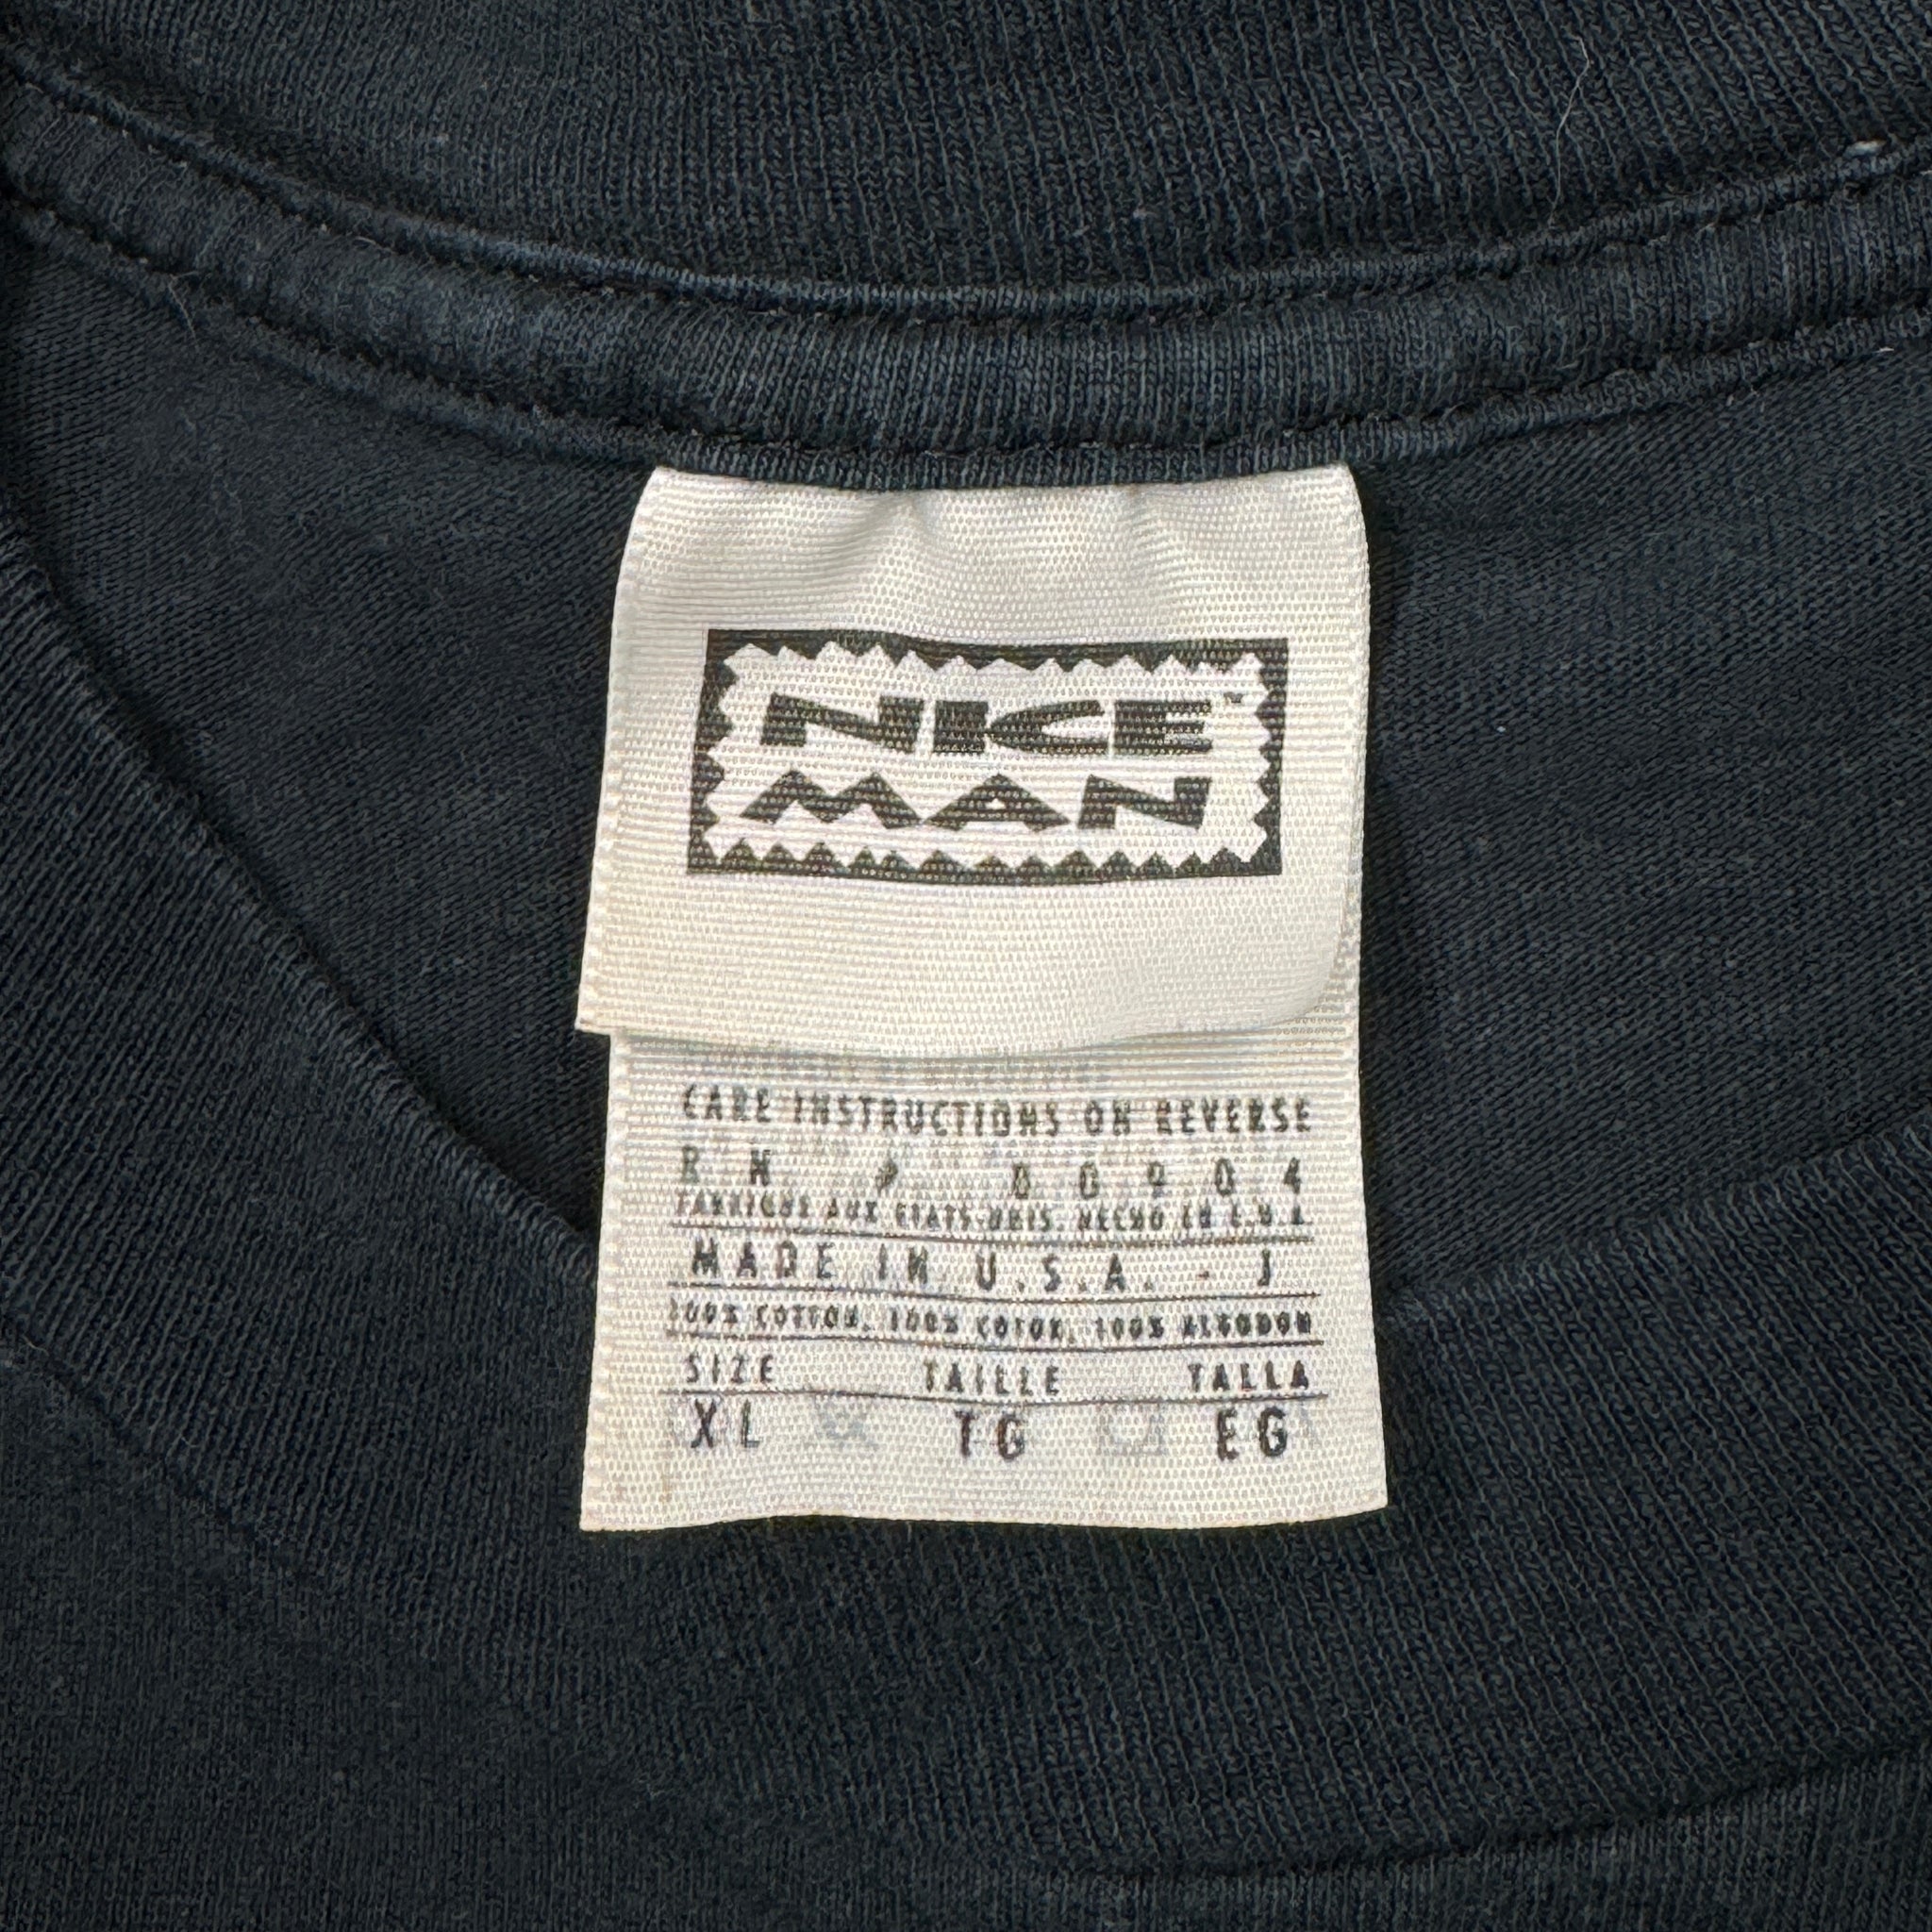 NICE™
MAN
CARE INSTRUCTIONS ON REVERSE
RN # 00904
FABRIQUE AUX ETATS-UNIS. HECHO EN E.U.A.
MADE IN U.S.A. - J
100% COTTON, 100% COTON, 100% ALGODON
SIZE TAILLE TALLA
XL TG EG